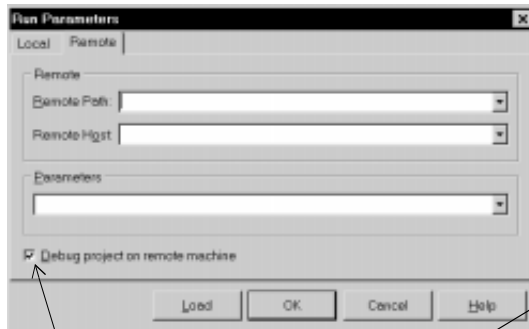 Run Parameters
Local Remote
Remote
Remote Path:
Remote Host
Parameters
Debug project on remote machine
Load OK Cancel Help